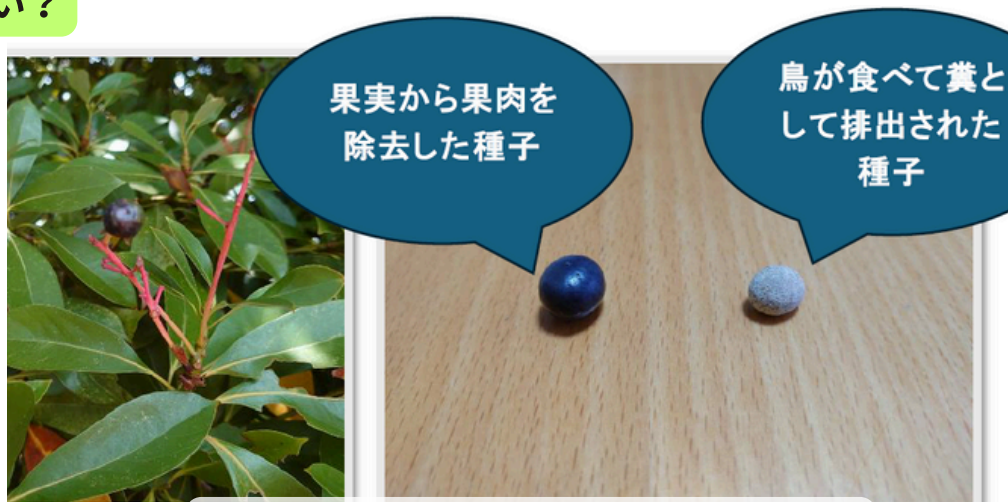 い？
果実から果肉を
除去した種子
鳥が食べて糞と
して排出された
種子